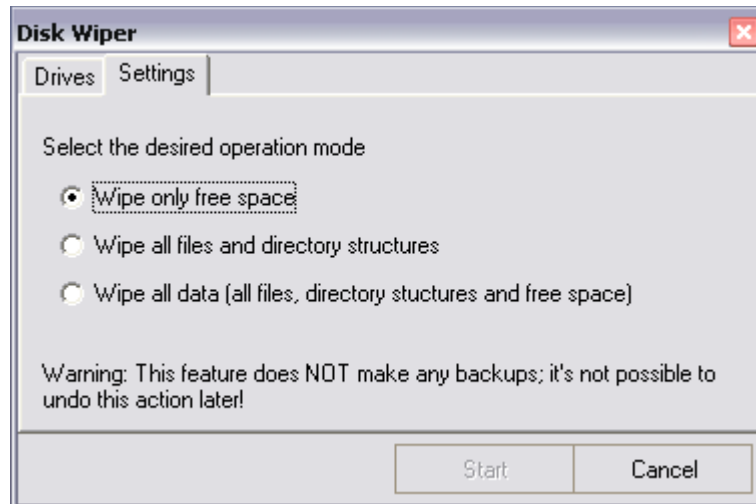 Disk Wiper
Drives Settings
Select the desired operation mode
Wipe only free space
Wipe all files and directory structures
Wipe all data (all files, directory stuctures and free space)
Warning: This feature does NOT make any backups; it's not possible to
undo this action later!
Start Cancel